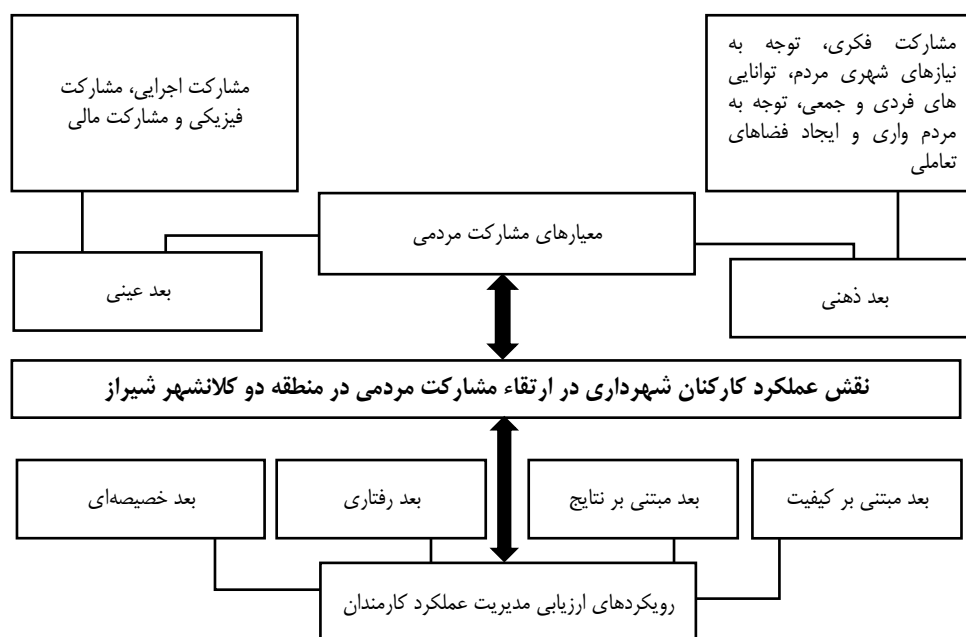 مشارکت فکری، توجه به
نیازهای شهری مردم، توانایی
های فردی و جمعی، توجه به
مردم واری و ایجاد فضاهای
تعاملی
مشارکت اجرایی، مشارکت
فیزیکی و مشارکت مالی
معیارهای مشارکت مردمی
بعد ذهنی
بعد عینی
نقش عملکرد کارکنان شهرداری در ارتقاء مشارکت مردمی در منطقه دو کلانشهر شیراز
بعد مبتنی بر کیفیت
بعد مبتنی بر نتایج
بعد رفتاری
بعد خصیصه‌ای
رویکردهای ارزیابی مدیریت عملکرد کارمندان